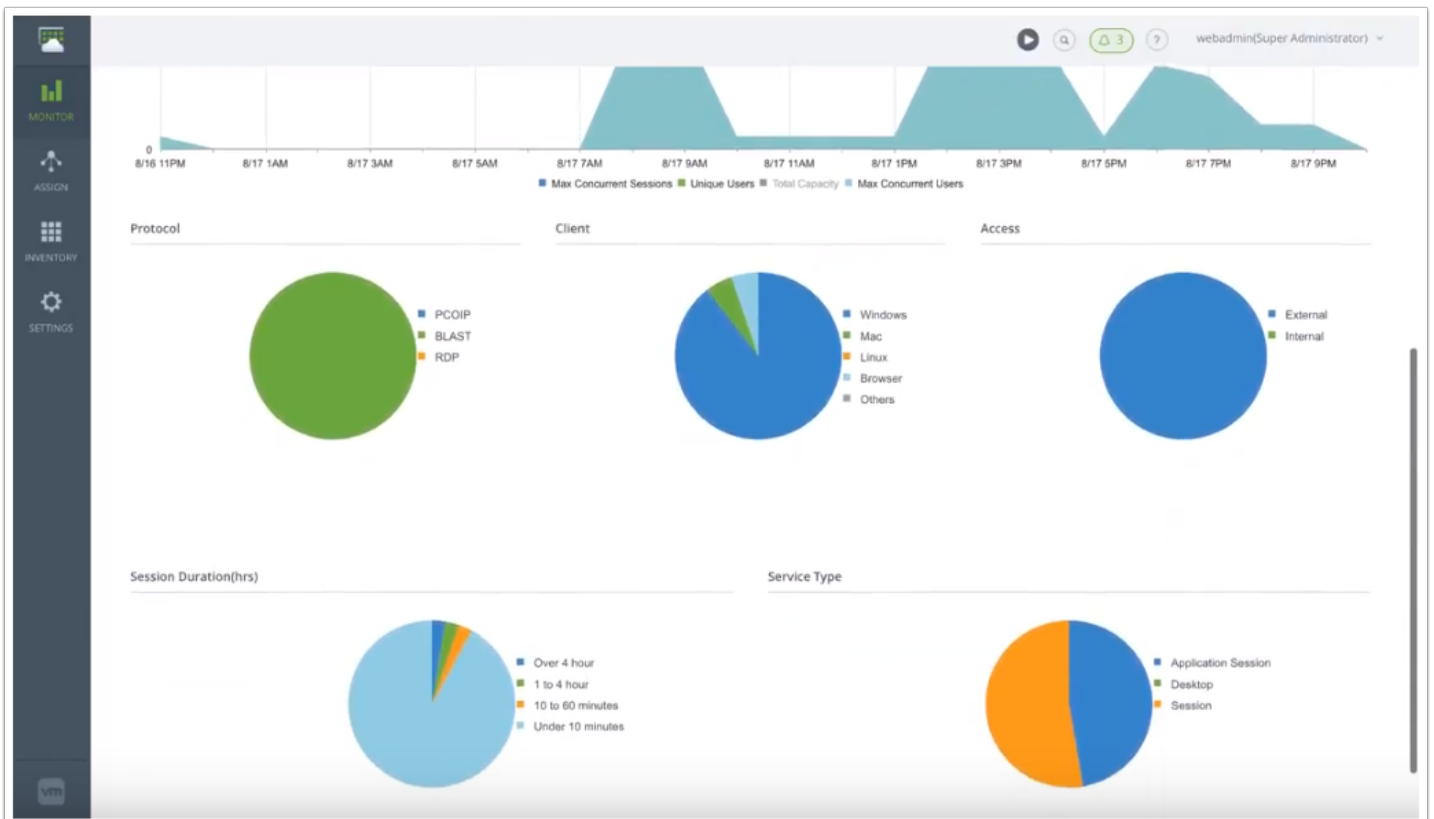 3
?
webadmin(Super Administrator)
MONITOR
ASSIGN
INVENTORY
SETTINGS
vm
0
8/16 11PM 8/17 1AM 8/17 3AM 8/17 5AM 8/17 7AM 8/17 9AM 8/17 11AM 8/17 1PM 8/17 3PM 8/17 5PM 8/17 7PM 8/17 9PM
Max Concurrent Sessions Unique Users Total Capacity Max Concurrent Users
Protocol
PCOIP
BLAST
RDP
Client
Windows
Mac
Linux
Browser
Others
Access
External
Internal
Session Duration(hrs)
Over 4 hour
1 to 4 hour
10 to 60 minutes
Under 10 minutes
Service Type
Application Session
Desktop
Session